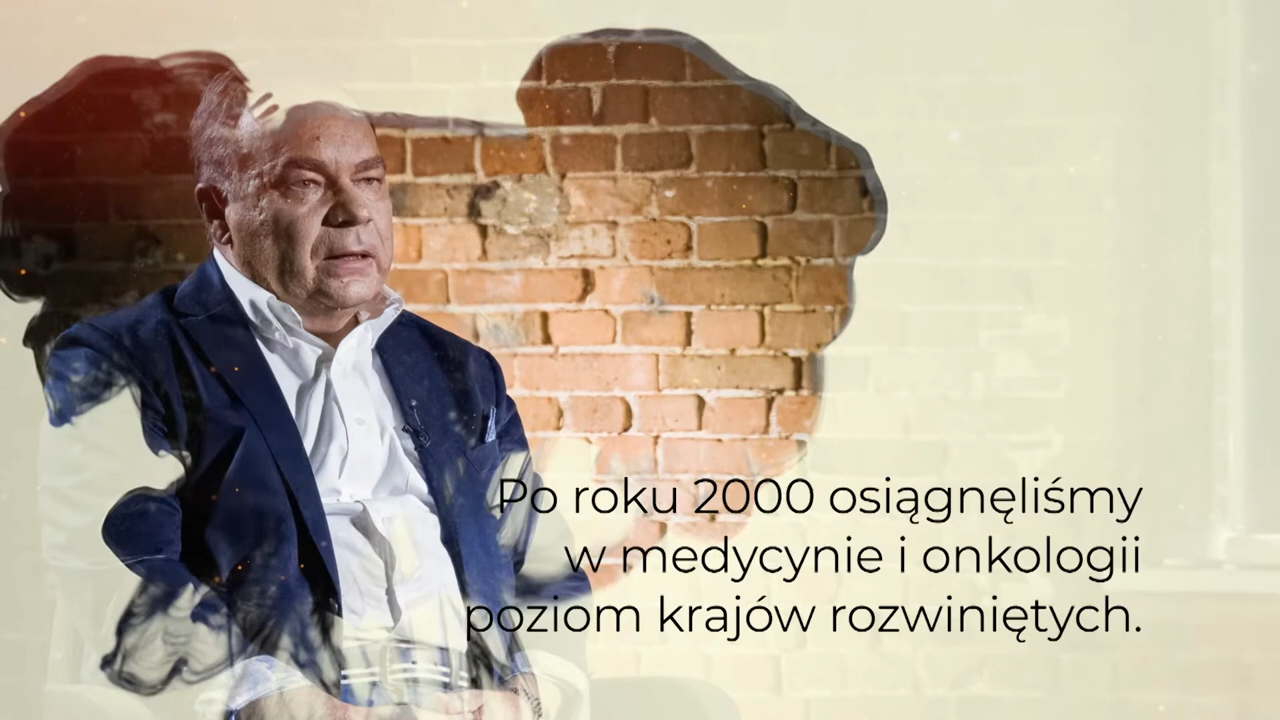 Po roku 2000 osiągnęliśmy
w medycynie i onkologii
poziom krajów rozwiniętych.